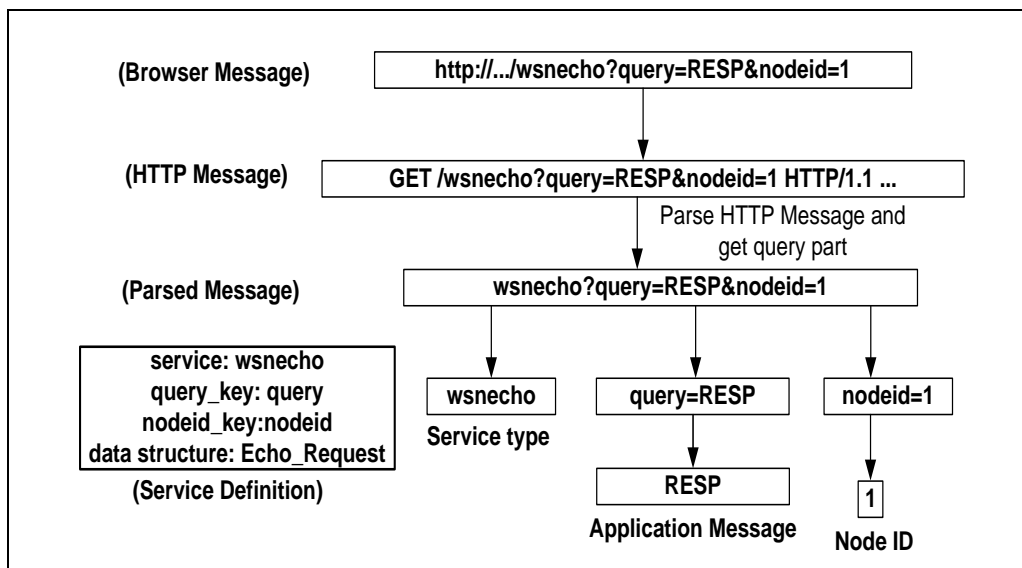 (Browser Message)
http://.../wsnecho?query=RESP&nodeid=1
(HTTP Message)
GET /wsnecho?query=RESP&nodeid=1 HTTP/1.1 ...
Parse HTTP Message and
get query part
(Parsed Message)
wsnecho?query=RESP&nodeid=1
service: wsnecho
query_key: query
nodeid_key:nodeid
data structure: Echo_Request
(Service Definition)
wsnecho
Service type
query=RESP
RESP
Application Message
nodeid=1
1
Node ID